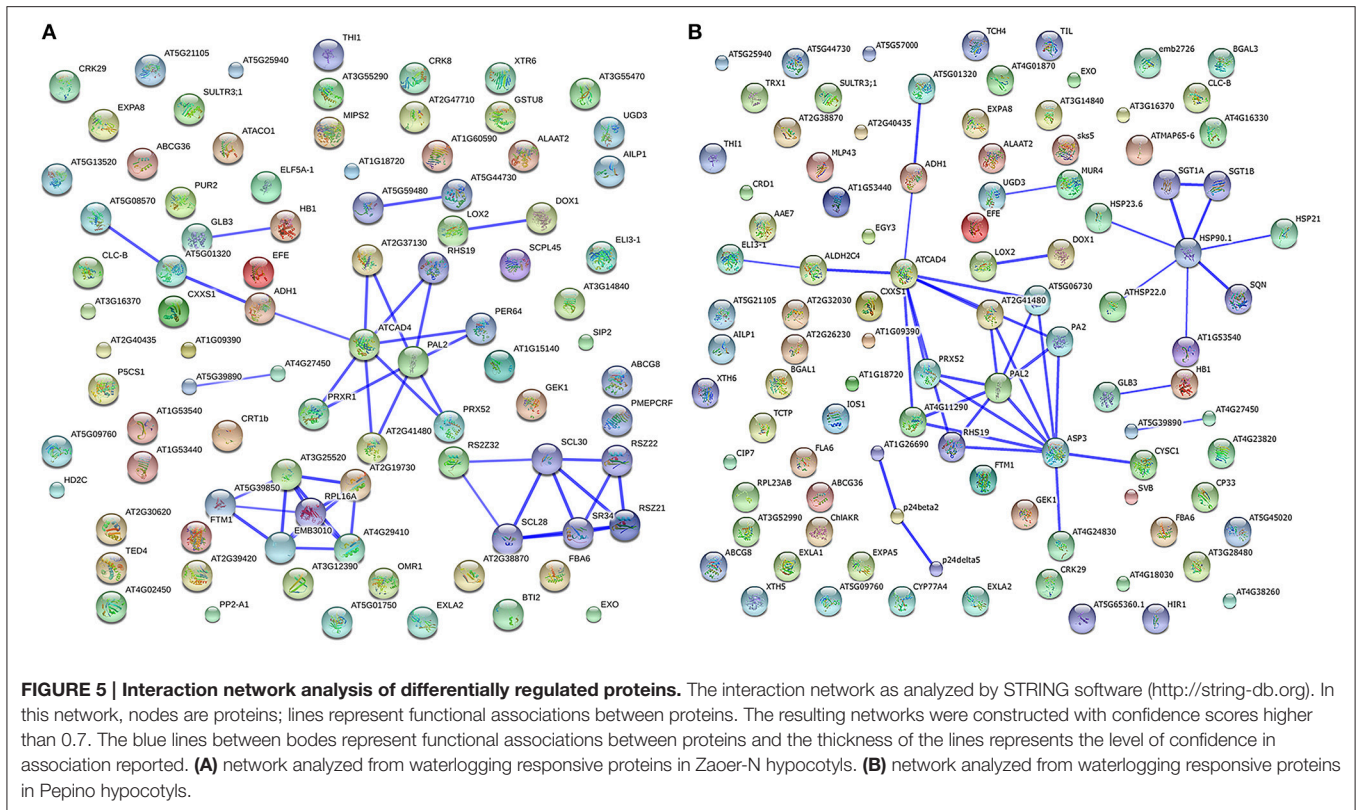 A
THI1
AT5G21105
AT5G25940
CRK29
CRK8
XTR6
AT3G55290
AT3G55470
SULTR3;1
AT2G47710
GSTU8
EXPA8
MIPS2
UGD3
ATACO1
AT1G60590
ALAAT2
ABCG36
AT1G18720
AILP1
AT5G13520
ELF5A-1
AT5G59480
AT5G44730
PUR2
AT5G08570
GLB3
HB1
LOX2
DOX1
AT2G37130
RHS19
SCPL45
ELI3-1
CLC-B
AT5G01320
EFE
ADH1
AT3G14840
AT3G16370
CXXS1
PER64
ATCAD4
SIP2
PAL2
AT2G40435
AT1G09390
AT1G15140
AT4G27450
ABCG8
P5CS1
AT5G39890
GEK1
PRXR1
PRX52
PMEPCRF
AT1G53540
CRT1b
AT2G41480
AT5G09760
RS2Z32
SCL30
RSZ22
AT1G53440
AT3G25520
AT2G19730
HD2C
AT5G39850
RPL16A
SR34
RSZ21
AT2G30620
FTM1
EMB3010
AT4G29410
SCL28
TED4
AT2G39420
AT2G38870
FBA6
AT3G12390
OMR1
AT4G02450
PP2-A1
AT5G01750
EXLA2
BTI2
EXO
B
AT5G25940
AT5G44730
AT5G57000
TCH4
TIL
emb2726
BGAL3
AT5G01320
AT4G01870
EXO
TRX1
SULTR3;1
CLC-B
AT2G38870
AT2G40435
EXPA8
AT3G14840
AT3G16370
AT4G16330
THI1
MLP43
ADH1
ALAAT2
sks5
ATMAP65-6
SGT1A
SGT1B
CRD1
AT1G53440
UGD3
MUR4
AAE7
EGY3
EFE
HSP23.6
HSP21
ELI3-1
ALDH2C4
ATCAD4
LOX2
DOX1
HSP90.1
CXXS1
AT2G41480
AT5G06730
ATHSP22.0
SQN
AT5G21105
AT2G32030
AILP1
AT2G26230
AT1G09390
PA2
AT1G53540
PRX52
PAL2
XTH6
BGAL1
AT1G18720
GLB3
HB1
AT4G11290
TCTP
IOS1
RHS19
ASP3
AT4G27450
AT5G39890
AT1G26690
CYSC1
AT4G23820
CIP7
FLA6
FTM1
RPL23AB
ABCG36
GEK1
SVB
CP33
p24beta2
AT3G52990
ChIAKR
AT4G24830
FBA6
AT5G45020
ABCG8
EXLA1
EXPA5
p24delta5
CRK29
AT3G28480
AT4G18030
XTH5
AT5G09760
CYP77A4
EXLA2
AT4G38260
AT5G65360.1
HIR1
FIGURE 5 | Interaction network analysis of differentially regulated proteins. The interaction network as analyzed by STRING software (http://string-db.org). In
this network, nodes are proteins; lines represent functional associations between proteins. The resulting networks were constructed with confidence scores higher
than 0.7. The blue lines between bodes represent functional associations between proteins and the thickness of the lines represents the level of confidence in
association reported. (A) network analyzed from waterlogging responsive proteins in Zaoer-N hypocotyls. (B) network analyzed from waterlogging responsive proteins
in Pepino hypocotyls.